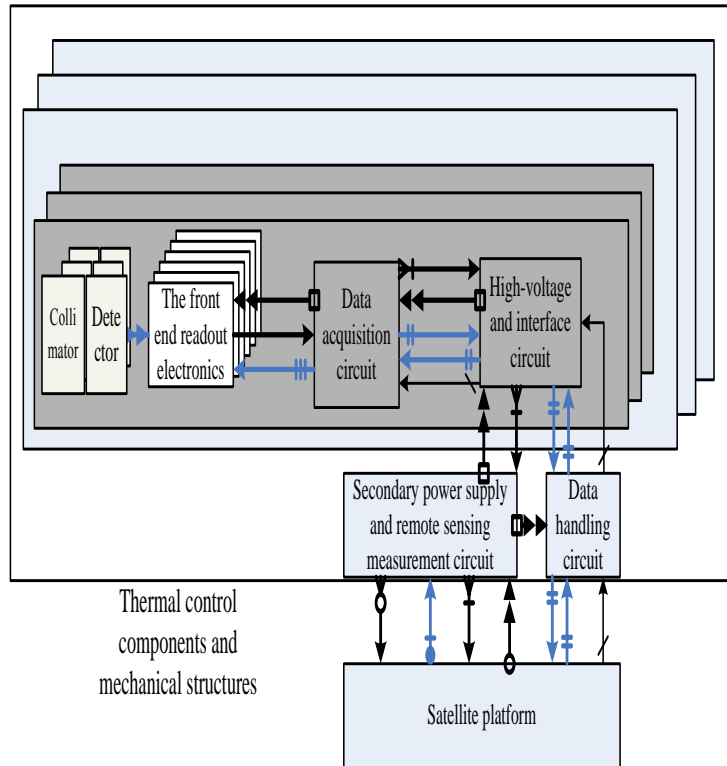 Colli
mator
Dete
ctor
The front
end readout
electronics
Data
acquisition
circuit
High-voltage
and interface
circuit
Secondary power supply
and remote sensing
measurement circuit
Data
handling
circuit
Thermal control
components and
mechanical structures
Satellite platform